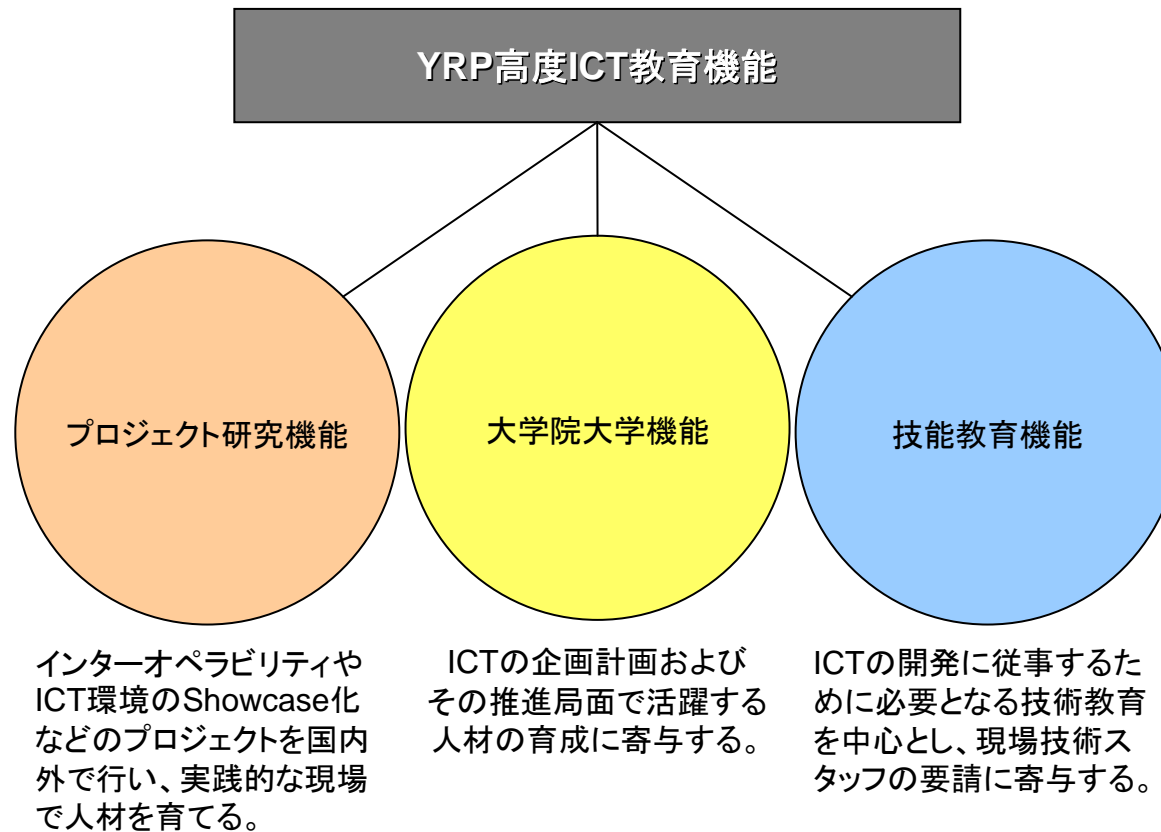 YRP高度ICT教育機能
プロジェクト研究機能
大学院大学機能
技能教育機能
インターオペラビリティや
ICT環境のShowcase化
などのプロジェクトを国内
外で行い、実践的な現場
で人材を育てる。
ICTの企画計画および
その推進局面で活躍する
人材の育成に寄与する。
ICTの開発に従事するた
めに必要となる技術教育
を中心とし、現場技術ス
タッフの要請に寄与する。